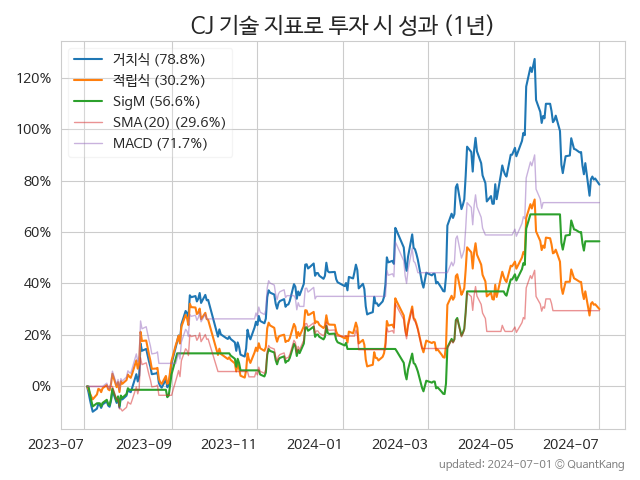 CJ 기술 지표로 투자 시 성과 (1년)
거치식 (78.8%)
적립식 (30.2%)
SigM (56.6%)
SMA(20) (29.6%)
MACD (71.7%)
120%
100%
80%
60%
40%
20%
0%
2023-07 2023-09 2023-11 2024-01 2024-03 2024-05 2024-07
updated: 2024-07-01 © QuantKang